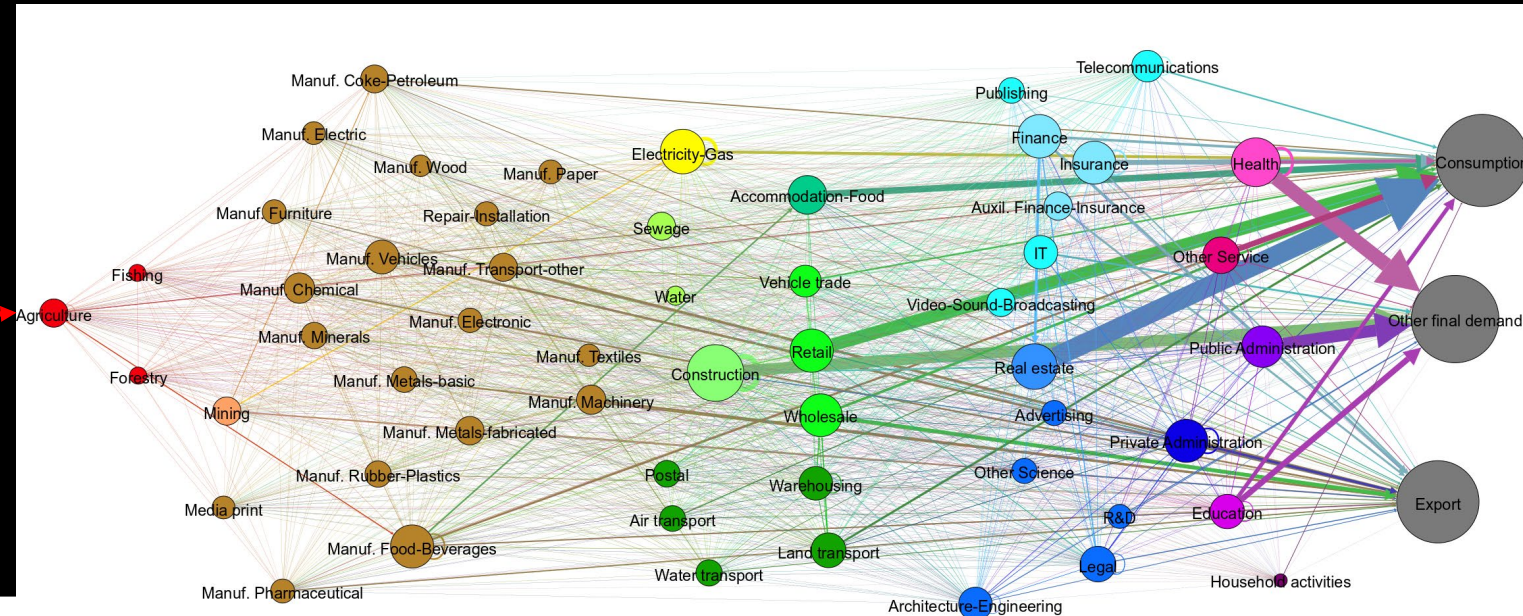 Telecommunications
Manuf. Coke-Petroleum
Publishing
Manuf. Electric
Finance
Electricity-Gas
Insurance
Health
Consumption
Manuf. Wood
Manuf. Paper
Accommodation-Food
Auxil. Finance-Insurance
Manuf. Furniture
Repair-Installation
Sewage
IT
Other Service
Manuf. Vehicles
Manuf. Transport-other
Fishing
Vehicle trade
Manuf. Chemical
Water
Video-Sound-Broadcasting
Agriculture
Manuf. Electronic
Other final demand
Manuf. Minerals
Manuf. Textiles
Retail
Public Administration
Real estate
Forestry
Manuf. Metals-basic
Construction
Manuf. Machinery
Mining
Wholesale
Advertising
Manuf. Metals-fabricated
Private Administration
Manuf. Rubber-Plastics
Postal
Warehousing
Other Science
Media print
Export
Air transport
R&D
Education
Manuf. Food-Beverages
Land transport
Legal
Water transport
Household activities
Manuf. Pharmaceutical
Architecture-Engineering